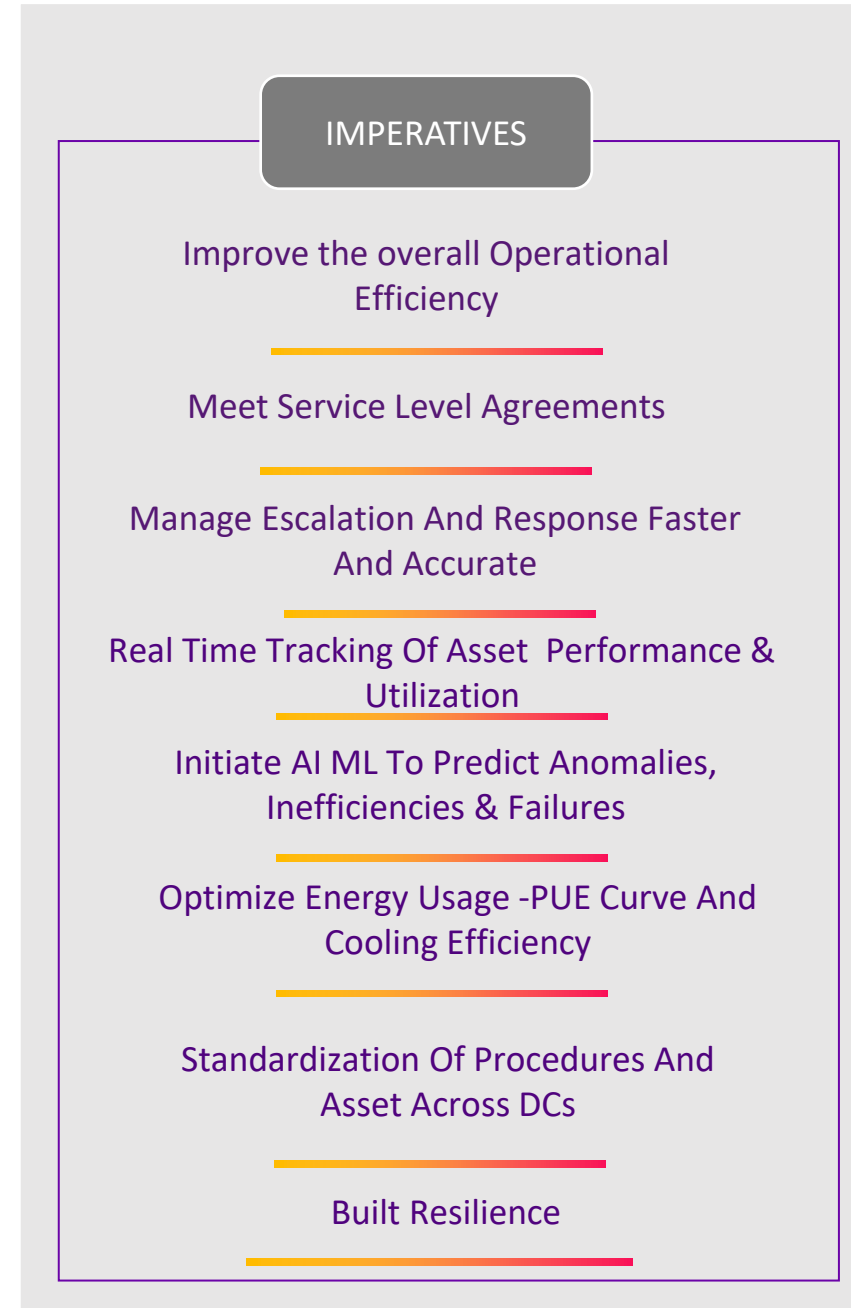 IMPERATIVES
Improve the overall Operational
Efficiency
Meet Service Level Agreements
Manage Escalation And Response Faster
And Accurate
Real Time Tracking Of Asset  Performance &
Utilization
Initiate AI ML To Predict Anomalies,
Inefficiencies & Failures
Optimize Energy Usage -PUE Curve And
Cooling Efficiency
Standardization Of Procedures And
Asset Across DCs
Built Resilience